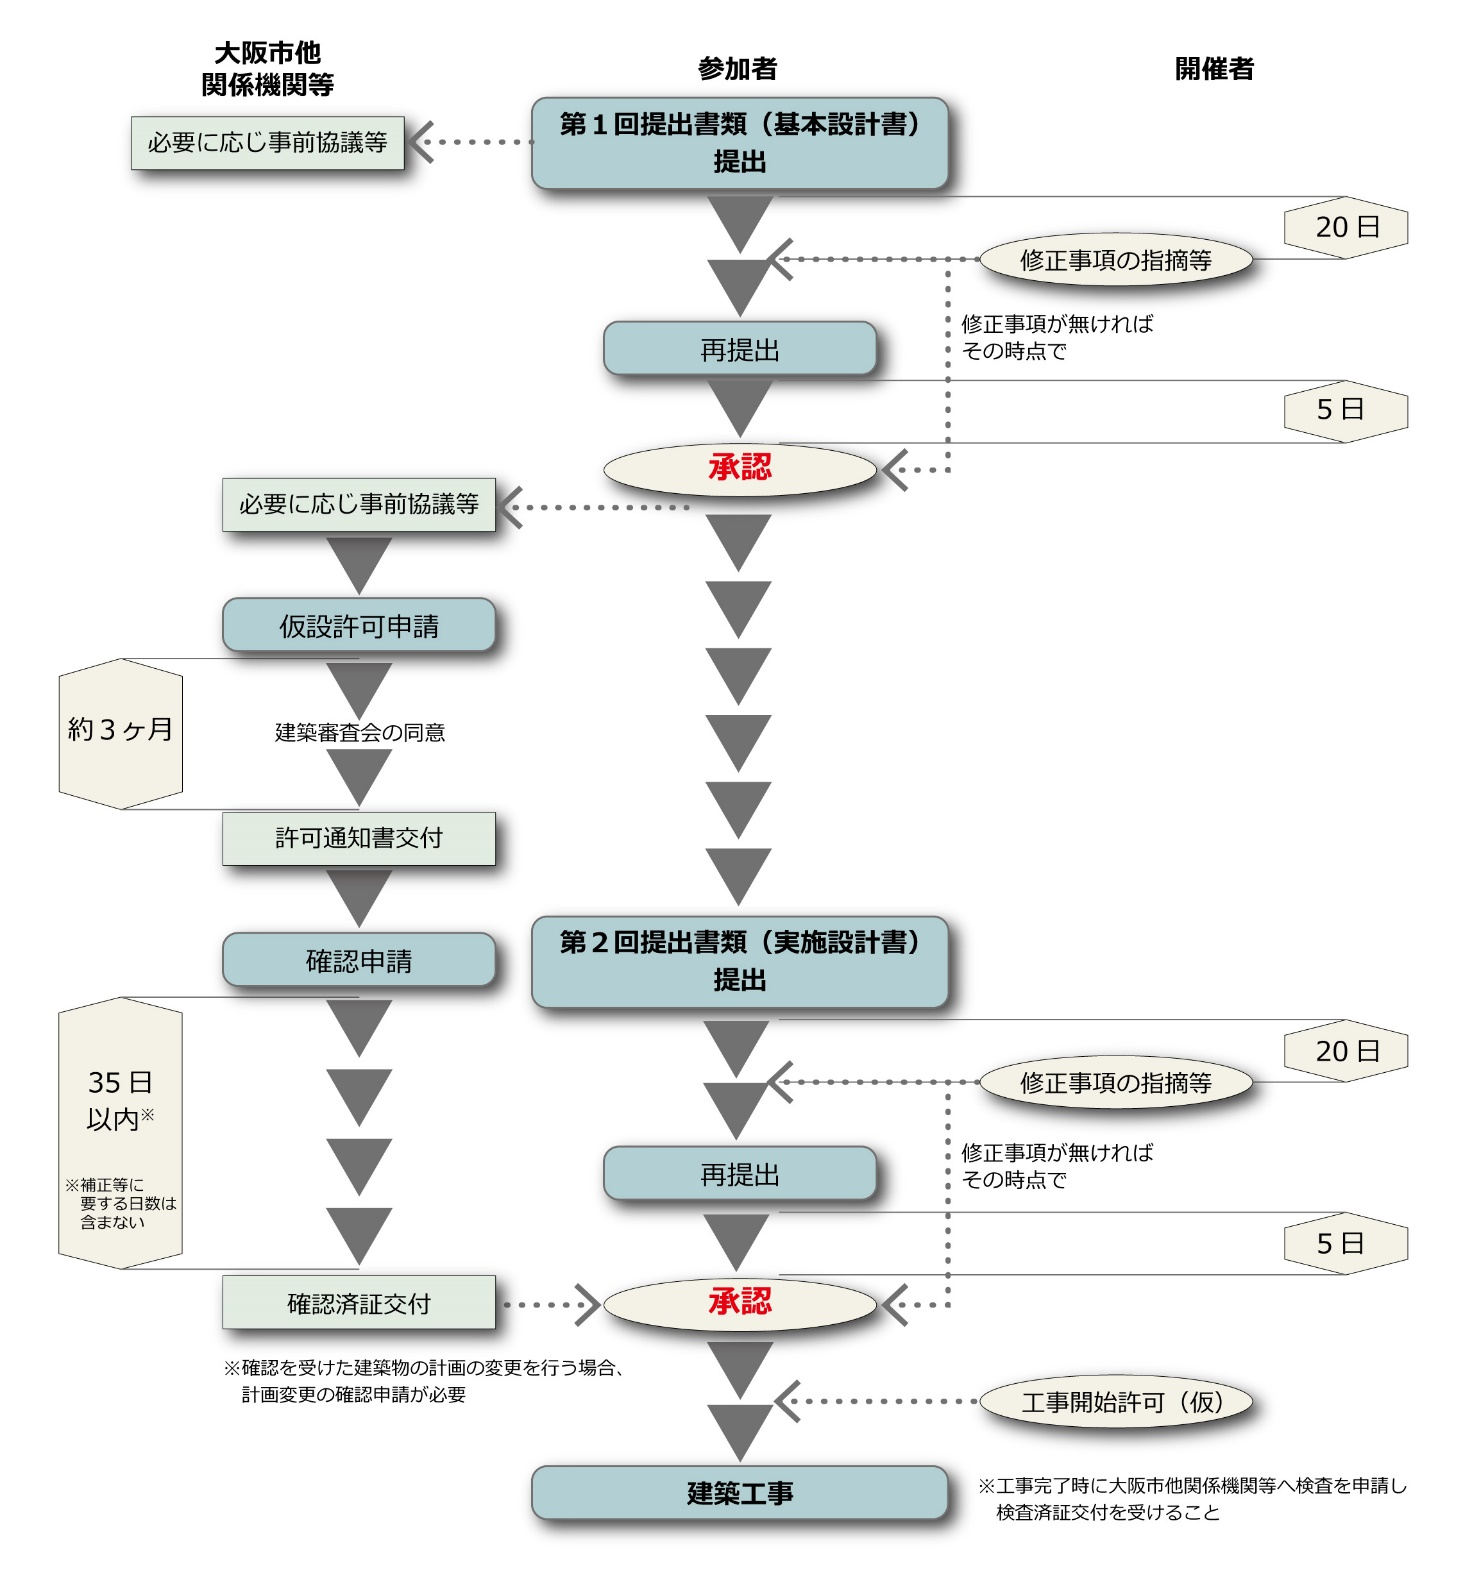 大阪市他
関係機関等
参加者
開催者
第１回提出書類（基本設計書）
提出
必要に応じ事前協議等
20 日
修正事項の指摘等
修正事項が無ければ
その時点で
再提出
5 日
承認
必要に応じ事前協議等
仮設許可申請
約３ヶ月
建築審査会の同意
許可通知書交付
確認申請
第２回提出書類（実施設計書）
提出
35 日
以内※
※補正等に
要する日数は
含まない
20 日
修正事項の指摘等
修正事項が無ければ
その時点で
再提出
5 日
確認済証交付
承認
※確認を受けた建築物の計画の変更を行う場合、
計画変更の確認申請が必要
工事開始許可（仮）
建築工事
※工事完了時に大阪市他関係機関等へ検査を申請し
検査済証交付を受けること